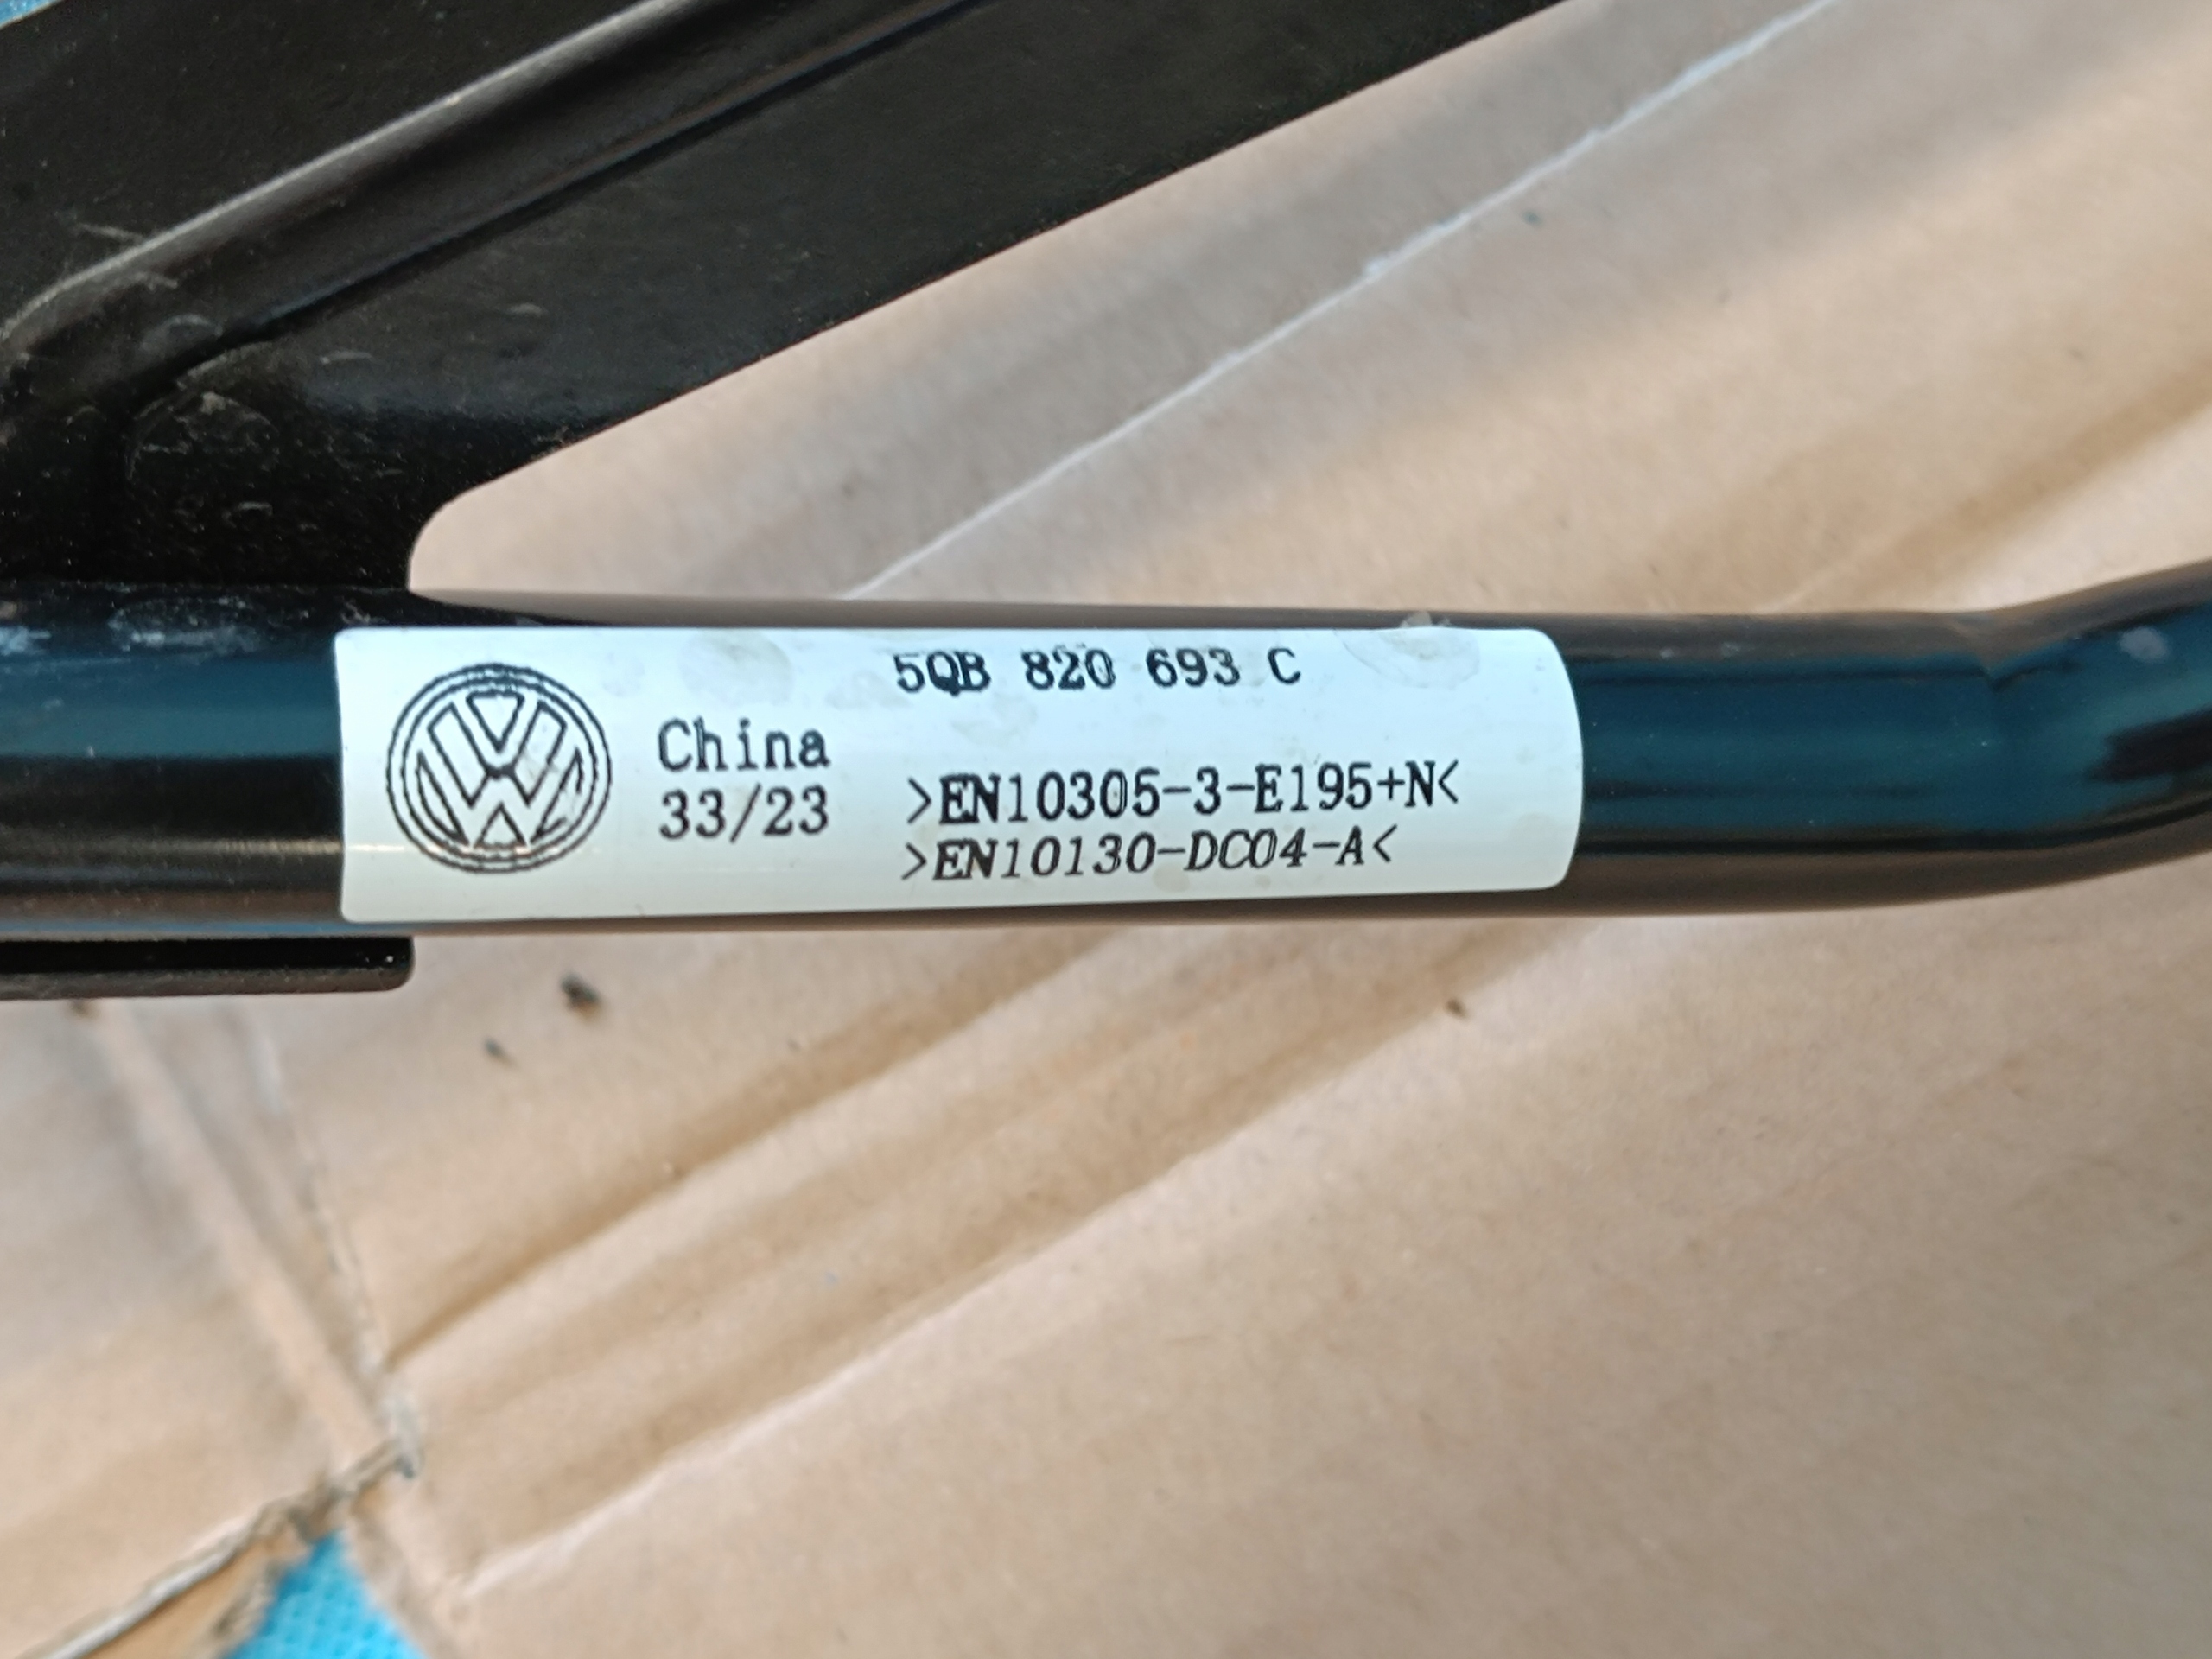 5QB 820 693 C
China
33/23
>EN10305-3-E195+N<
>EN10130-DC04-A<